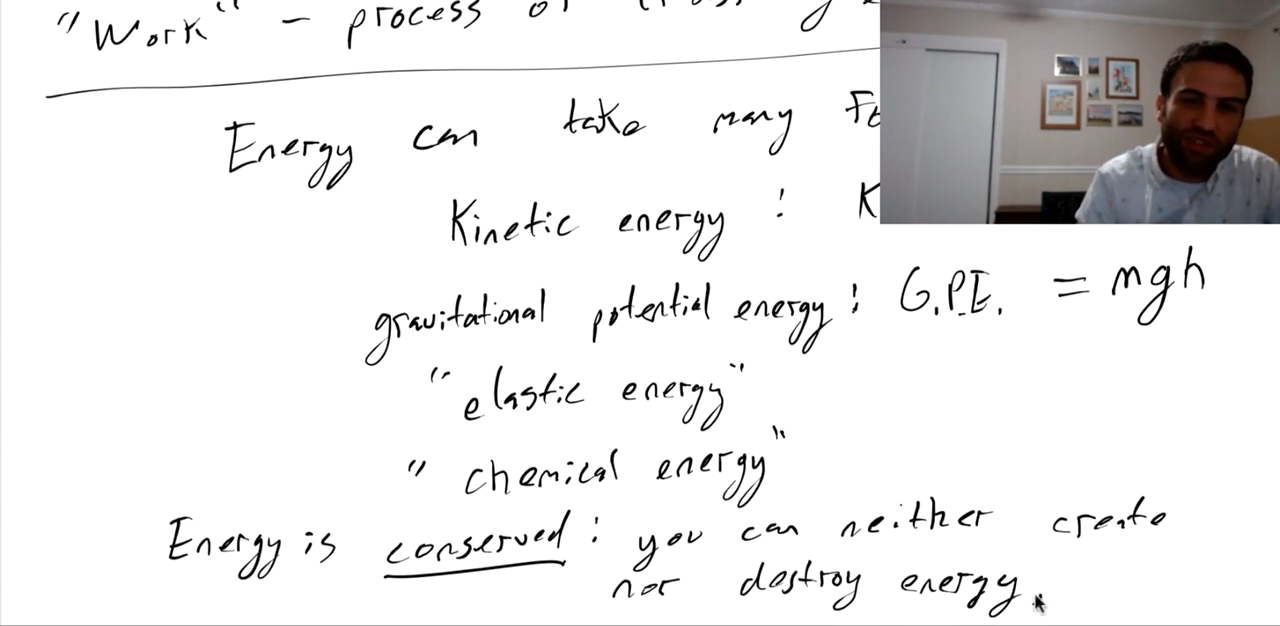 "Work" - process of
Energy can take many
Kinetic energy : K
gravitational potential energy : G.P.E. = mgh
"elastic energy"
"chemical energy"
Energy is conserved : you can neither create
nor destroy energy.